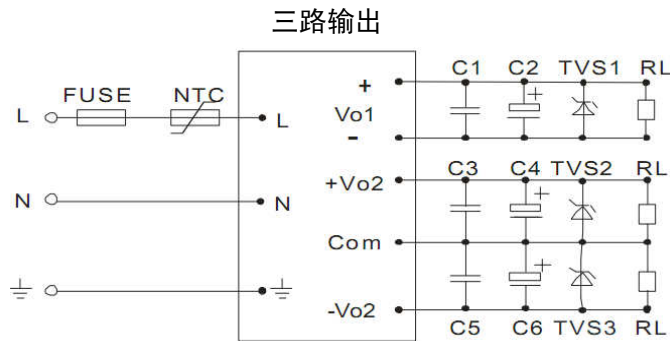 三路输出
+ C1 C2 TVS1 RL
FUSE NTC + Vo1
L L
-
+Vo2 C3 C4 TVS2 RL
N N +
Com
+
-Vo2 C5 C6 TVS3 RL